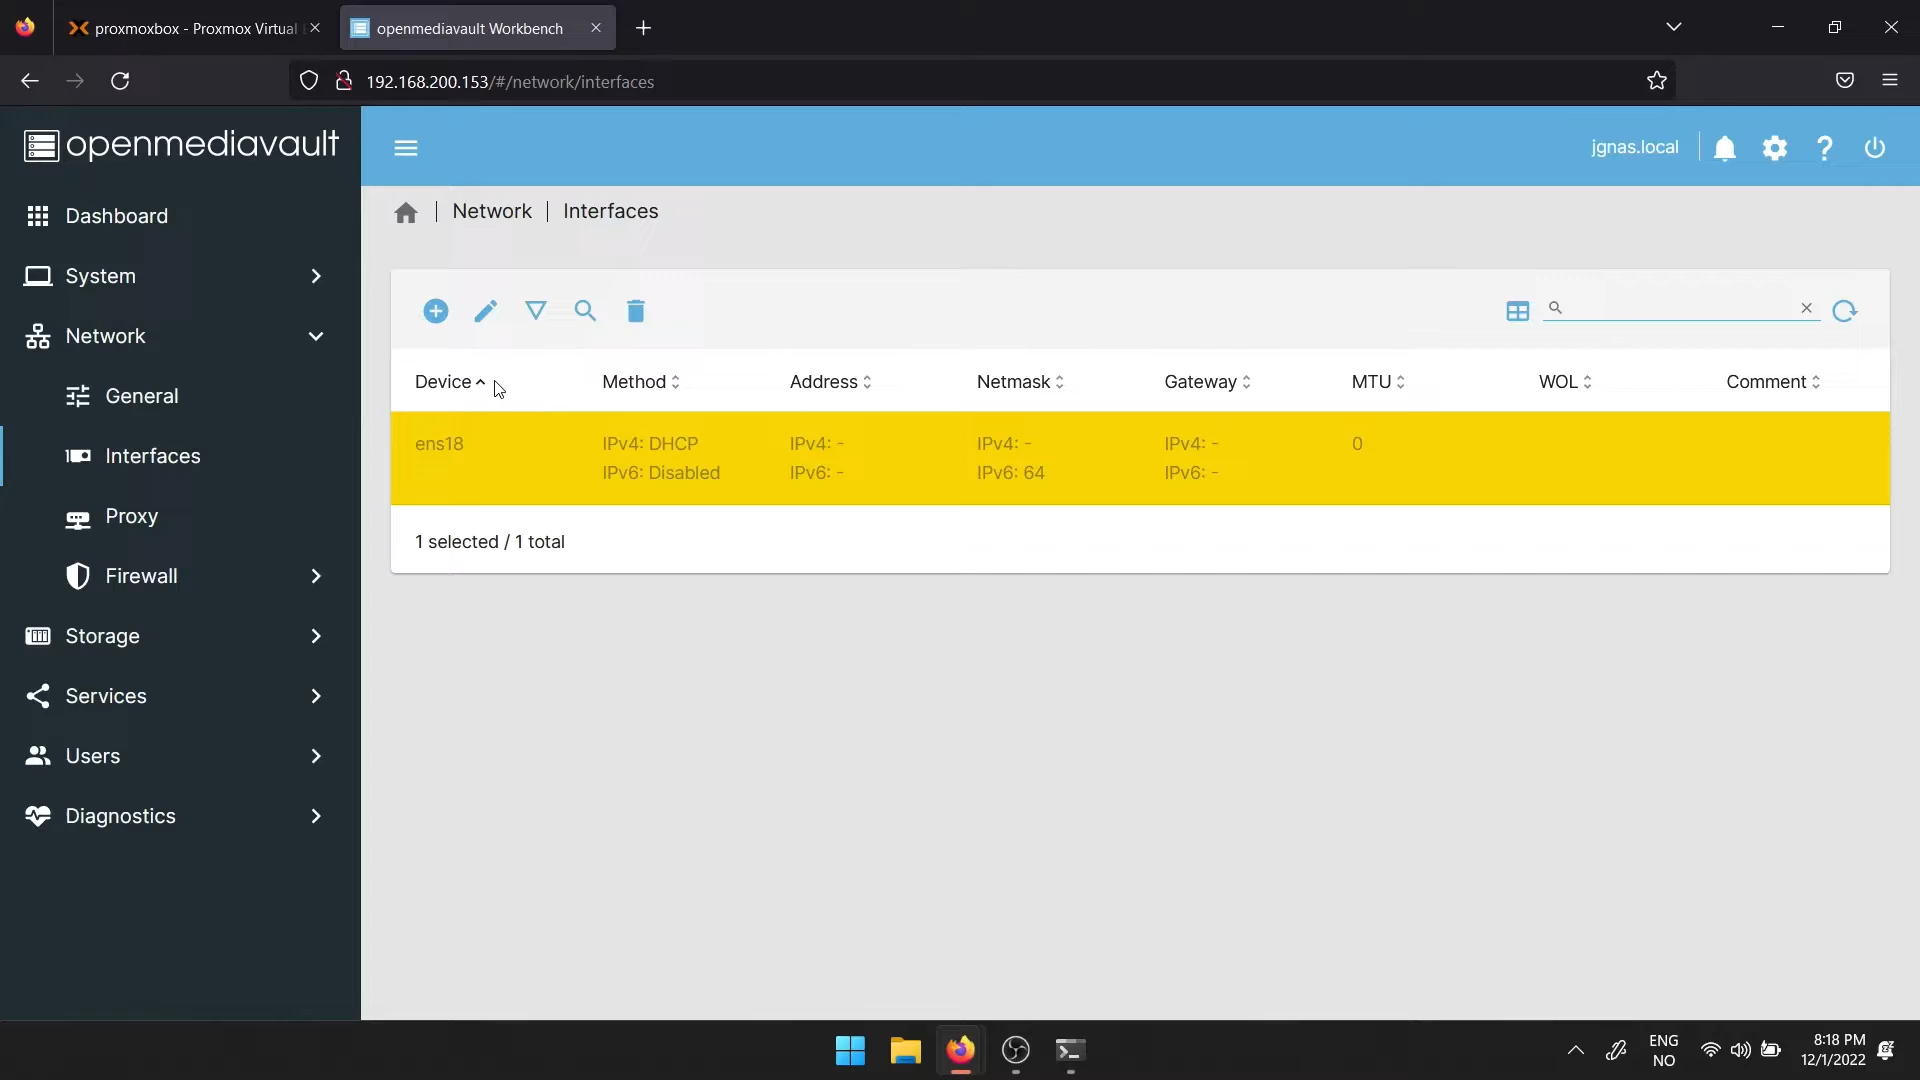 proxmoxbox - Proxmox Virtual
openmediavault Workbench
192.168.200.153/#/network/interfaces
openmediavault
jgnas.local
Dashboard
System
Network
General
Interfaces
Proxy
Firewall
Storage
Services
Users
Diagnostics
Network | Interfaces
Device Method Address Netmask Gateway MTU WOL Comment
ens18 IPv4: DHCP IPv4: - IPv4: - IPv4: - 0
IPv6: Disabled IPv6: - IPv6: 64 IPv6: -
1 selected / 1 total
ENG
NO
8:18 PM
12/1/2022